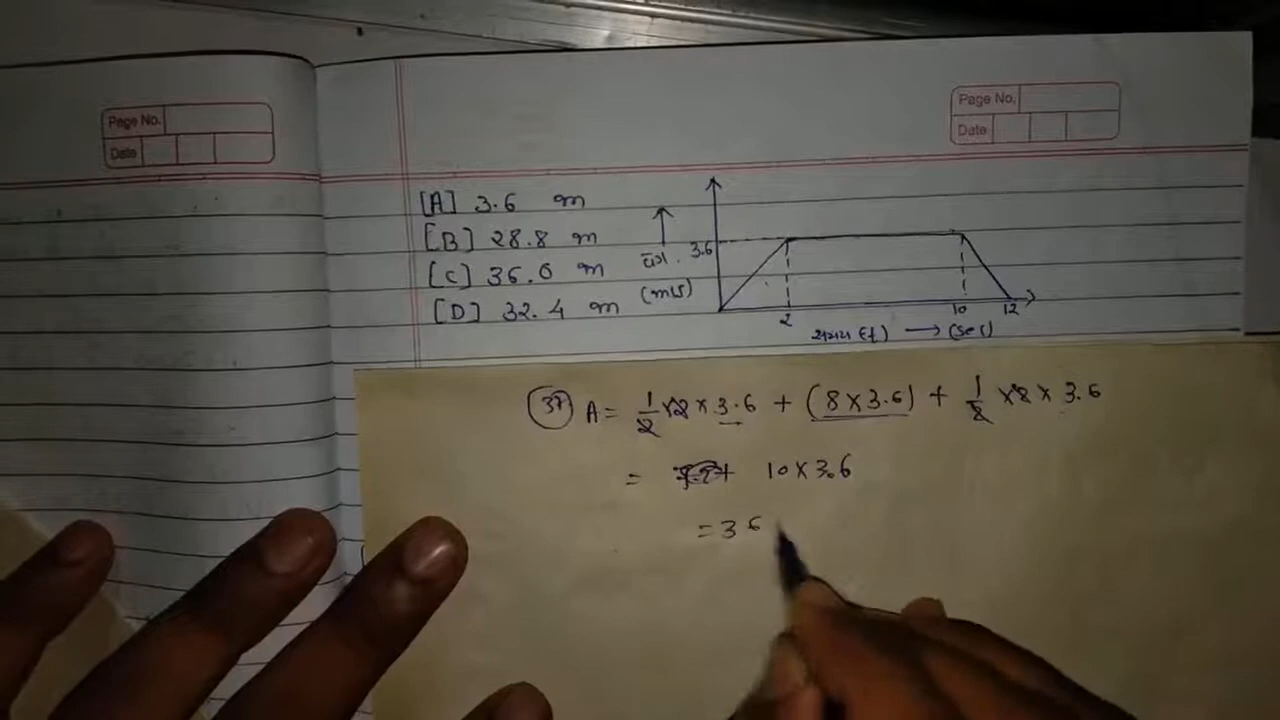 Page No.
Date
Page No.
Date
[A] 3.6 m
[B] 28.8 m
[C] 36.0 m
[D] 32.4 m
3.6
(m/s)
2
10
12
समय (t) → (sec)
(37) A = 1/2 × 2 × 3.6 + (8 × 3.6) + 1/2 × 2 × 3.6
= 10 × 3.6
= 36